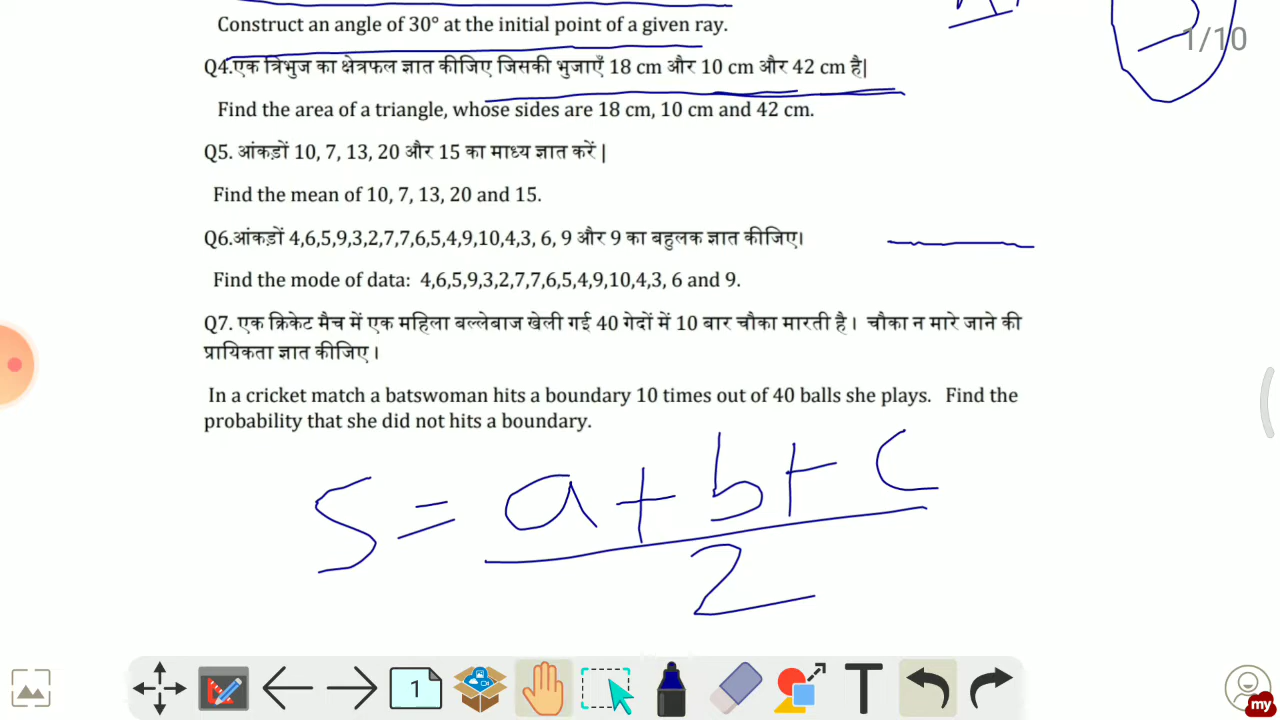 Construct an angle of 30° at the initial point of a given ray.
1/10
Q4.एक त्रिभुज का क्षेत्रफल ज्ञात कीजिए जिसकी भुजाएँ 18 cm और 10 cm और 42 cm है|
Find the area of a triangle, whose sides are 18 cm, 10 cm and 42 cm.
Q5. आंकड़ों 10, 7, 13, 20 और 15 का माध्य ज्ञात करें |
Find the mean of 10, 7, 13, 20 and 15.
Q6.आंकड़ों 4,6,5,9,3,2,7,7,6,5,4,9,10,4,3, 6, 9 और 9 का बहुलक ज्ञात कीजिए।
Find the mode of data: 4,6,5,9,3,2,7,7,6,5,4,9,10,4,3, 6 and 9.
Q7. एक क्रिकेट मैच में एक महिला बल्लेबाज खेली गई 40 गेदों में 10 बार चौका मारती है। चौका न मारे जाने की
प्रायिकता ज्ञात कीजिए।
In a cricket match a batswoman hits a boundary 10 times out of 40 balls she plays. Find the
probability that she did not hits a boundary.
S = a+b+c
2
1
T
my